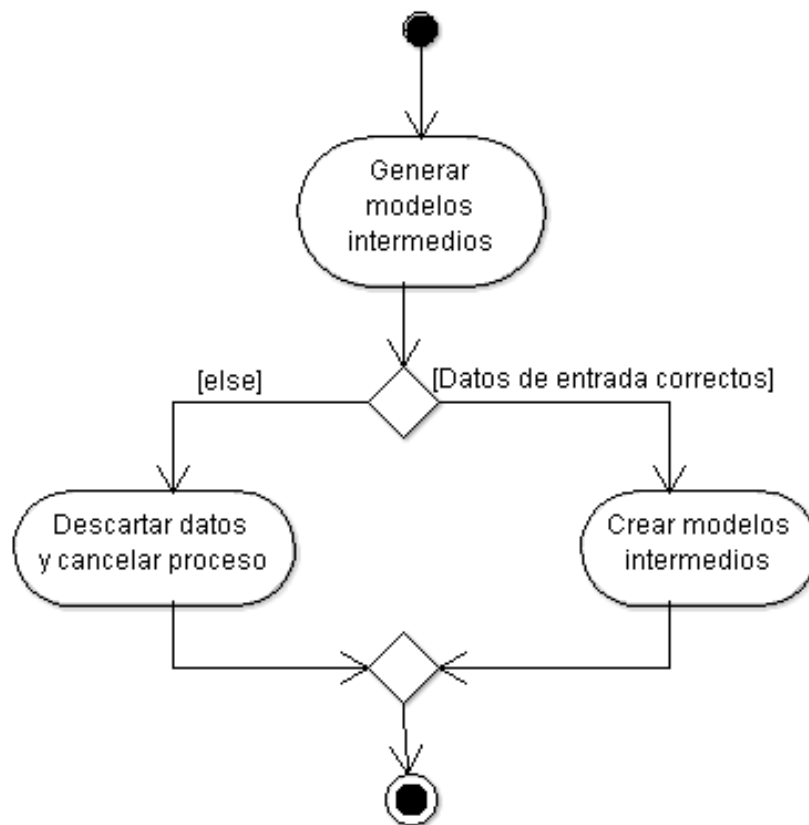 Generar
modelos
intermedios
[else]
[Datos de entrada correctos]
Descartar datos
y cancelar proceso
Crear modelos
intermedios